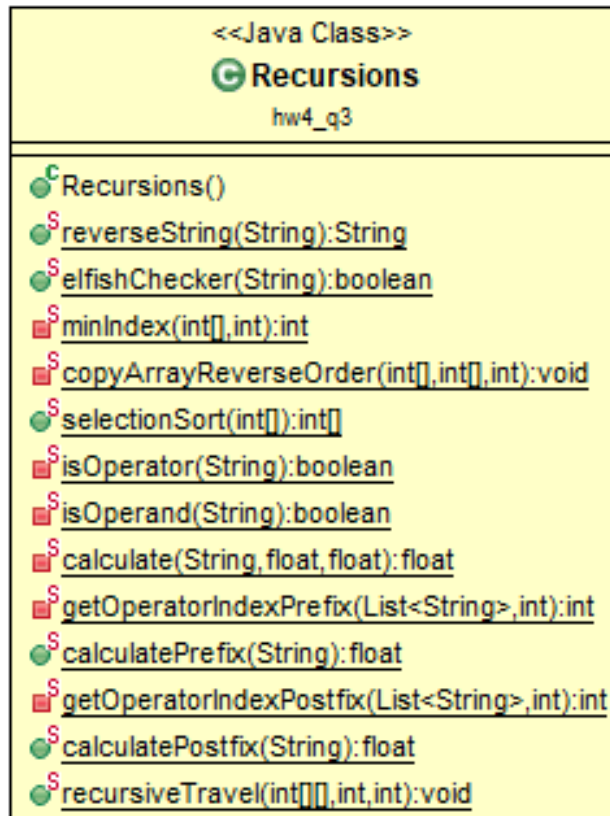 <<Java Class>>
C Recursions
hw4_q3
C Recursions()
S reverseString(String):String
S elfishChecker(String):boolean
S minIndex(int[],int):int
S copyArrayReverseOrder(int[],int[],int):void
S selectionSort(int[]):int[]
S isOperator(String):boolean
S isOperand(String):boolean
S calculate(String,float,float):float
S getOperatorIndexPrefix(List<String>,int):int
S calculatePrefix(String):float
S getOperatorIndexPostfix(List<String>,int):int
S calculatePostfix(String):float
S recursiveTravel(int[][],int,int):void